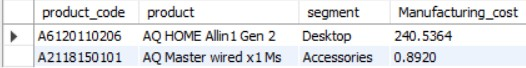 product_code product segment Manufacturing_cost
A6120110206 AQ HOME Allin1 Gen 2 Desktop 240.5364
A2118150101 AQ Master wired x1 Ms Accessories 0.8920